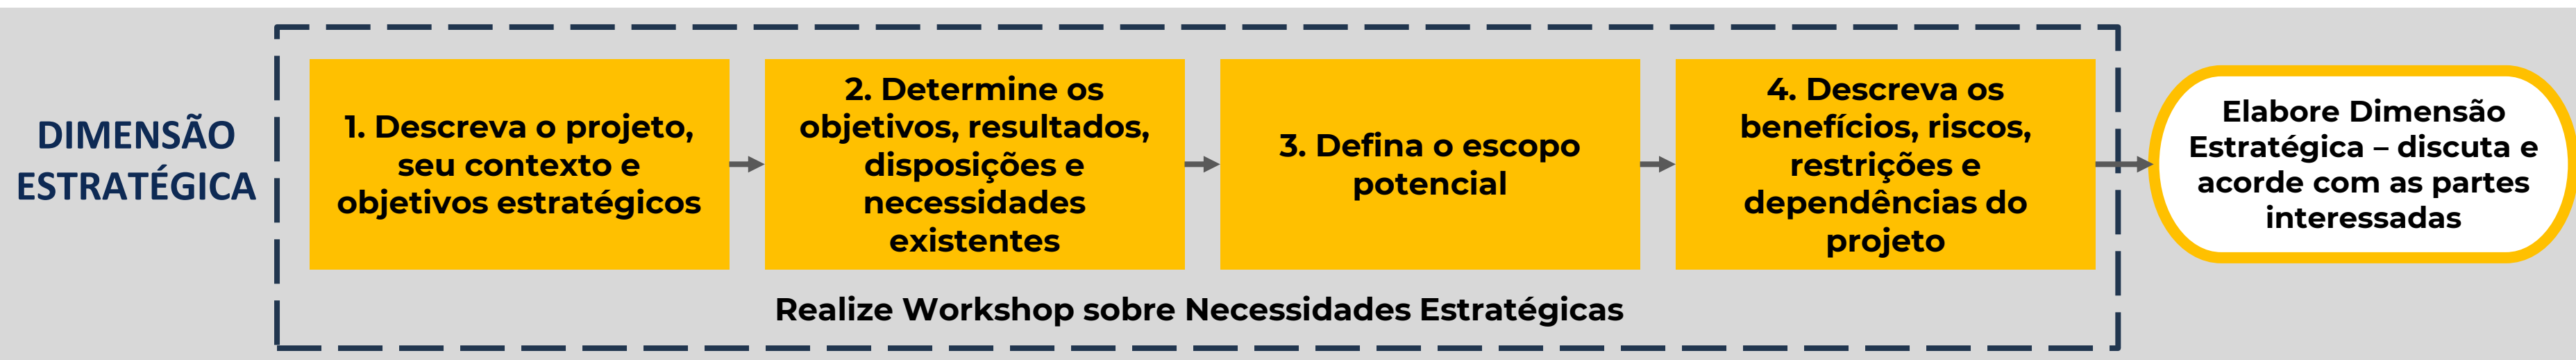 DIMENSÃO
ESTRATÉGICA
1. Descreva o projeto,
seu contexto e
objetivos estratégicos
2. Determine os
objetivos, resultados,
disposições e
necessidades
existentes
3. Defina o escopo
potencial
4. Descreva os
benefícios, riscos,
restrições e
dependências do
projeto
Realize Workshop sobre Necessidades Estratégicas
Elabore Dimensão
Estratégica – discuta e
acorde com as partes
interessadas